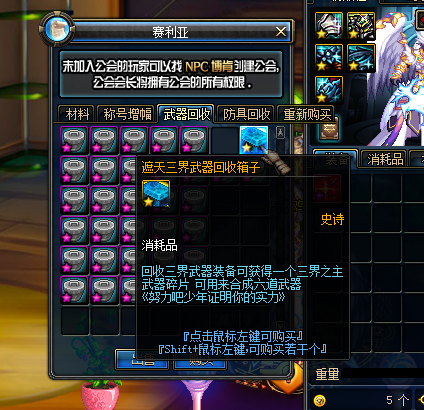 赛利亚
未加入公会的玩家可以找 NPC 博肯创建公会,
公会会长将拥有公会的所有权限 .
材料 称号增幅 武器回收 防具回收 重新购买
消耗品
遮天三界武器回收箱子
史诗
消耗品
回收三界武器装备可获得一个三界之主
武器碎片 可用来合成六道武器
《努力吧少年证明你的实力》
『点击鼠标左键可购买』
『Shift+鼠标左键,可购买若干个』
重量
5 个